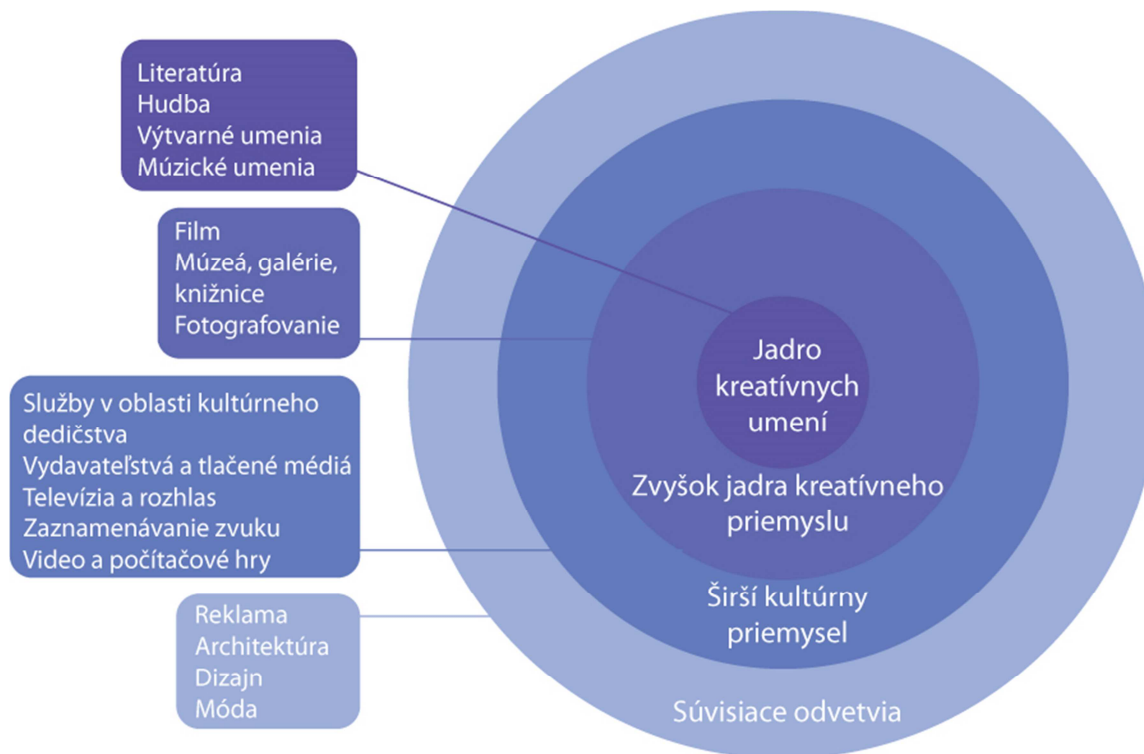 Literatúra
Hudba
Výtvarné umenia
Múzické umenia
Film
Múzeá, galérie,
knižnice
Fotografovanie
Služby v oblasti kultúrneho
dedičstva
Vydavateľstvá a tlačené médiá
Televízia a rozhlas
Zaznamenávanie zvuku
Video a počítačové hry
Reklama
Architektúra
Dizajn
Móda
Jadro
kreatívnych
umení
Zvyšok jadra kreatívneho
priemyslu
Širší kultúrny
priemysel
Súvisiace odvetvia